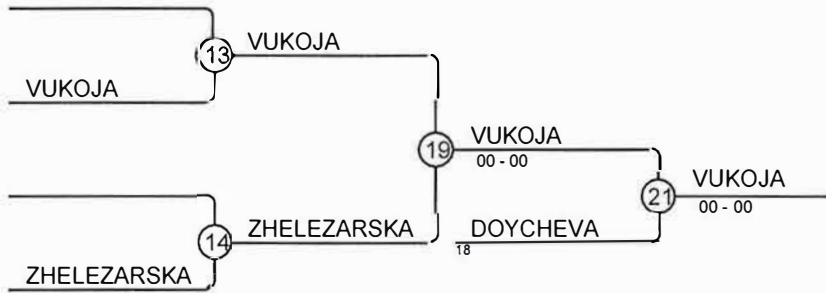 13
VUKOJA
VUKOJA
19
VUKOJA
00 - 00
21
VUKOJA
00 - 00
14
ZHELEZARSKA
DOYCHEVA
18
ZHELEZARSKA